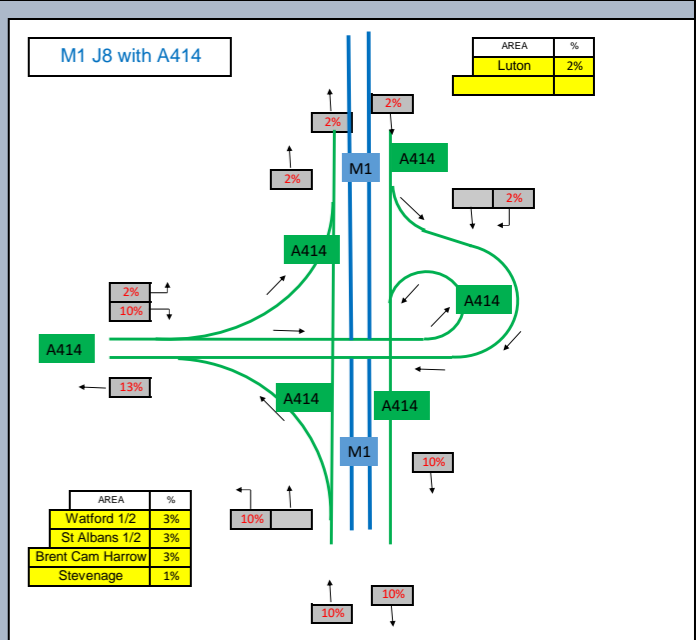 M1 J8 with A414
AREA %
Luton 2%
2%
2%
A414
M1
2%
2%
A414
2%
10%
A414
A414
13%
A414
A414
M1
10%
AREA %
Watford 1/2 3%
St Albans 1/2 3%
Brent Cam Harrow 3%
Stevenage 1%
10%
10%
10%